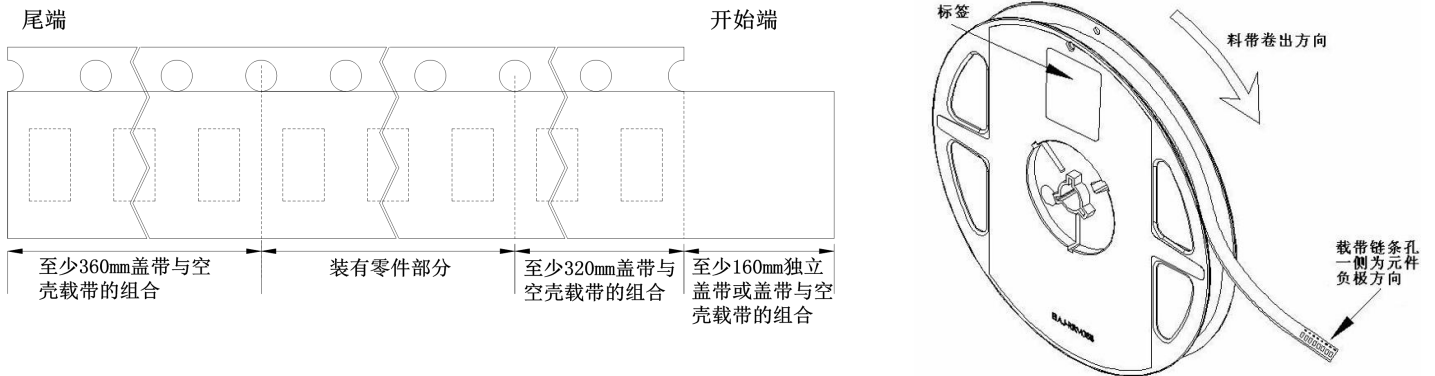 尾端
开始端
至少360mm盖带与空
壳载带的组合
装有零件部分
至少320mm盖带与
空壳载带的组合
至少160mm独立
盖带或盖带与空
壳载带的组合
标签
料带卷出方向
载带链条孔
一侧为元件
负极方向